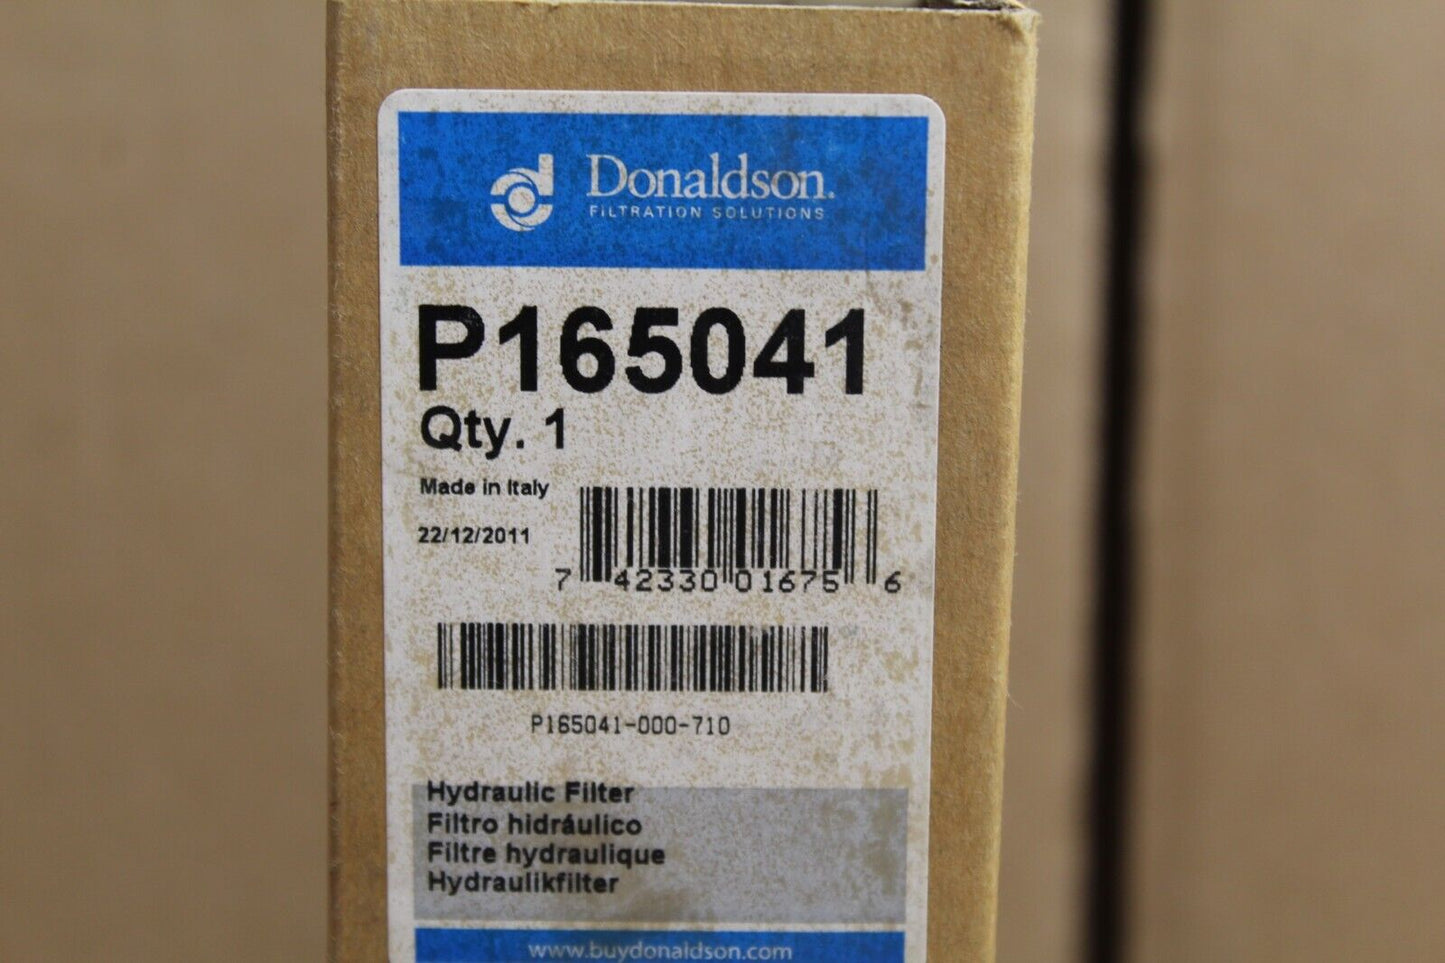 Donaldson.
FILTRATION SOLUTIONS
P165041
Qty. 1
Made in Italy
22/12/2011
7 42330 01675 6
P165041-000-710
Hydraulic Filter
Filtro hidráulico
Filtre hydraulique
Hydraulikfilter
www.buydonaldson.com